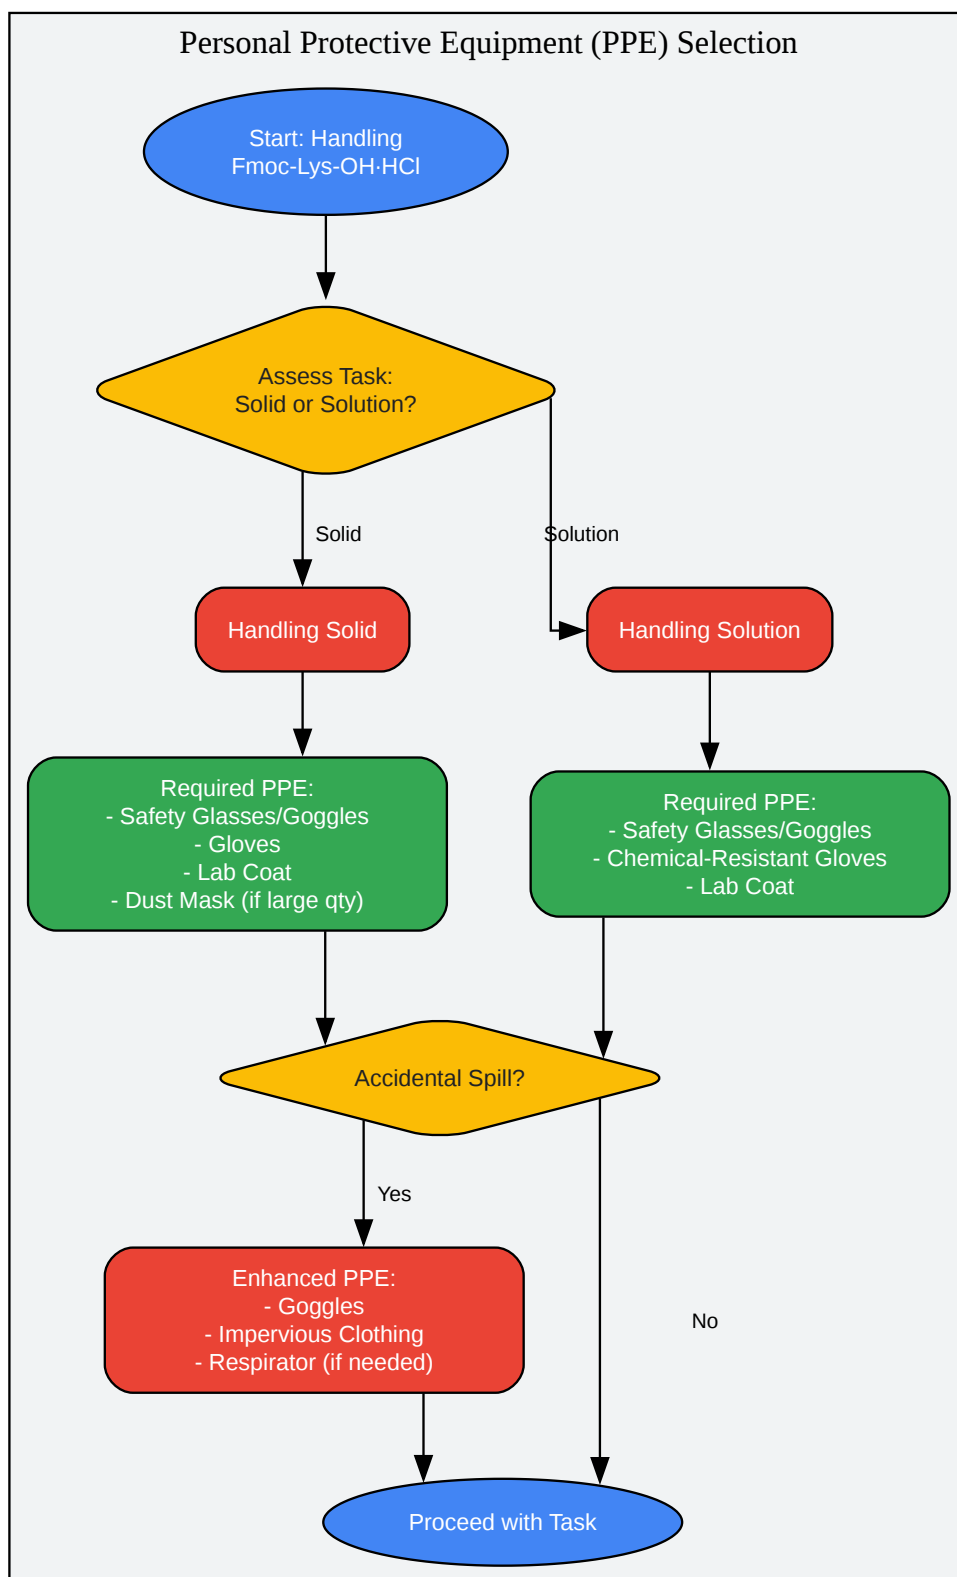 Personal Protective Equipment (PPE) Selection
Start: Handling
Fmoc-Lys-OH·HCl
Assess Task:
Solid or Solution?
Solid
Solution
Handling Solid
Handling Solution
Required PPE:
- Safety Glasses/Goggles
- Gloves
- Lab Coat
- Dust Mask (if large qty)
Required PPE:
- Safety Glasses/Goggles
- Chemical-Resistant Gloves
- Lab Coat
Accidental Spill?
Yes
Enhanced PPE:
- Goggles
- Impervious Clothing
- Respirator (if needed)
No
Proceed with Task